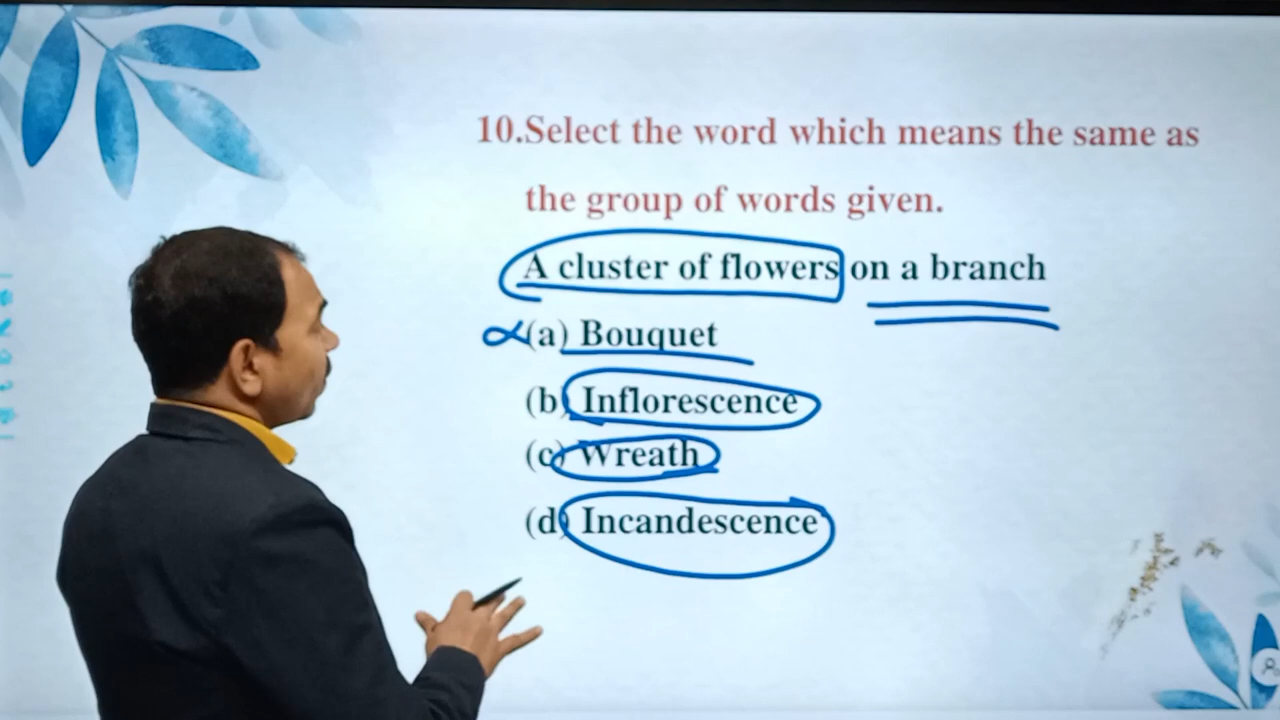 10.Select the word which means the same as
the group of words given.
A cluster of flowers on a branch
(a) Bouquet
(b) Inflorescence
(c) Wreath
(d) Incandescence